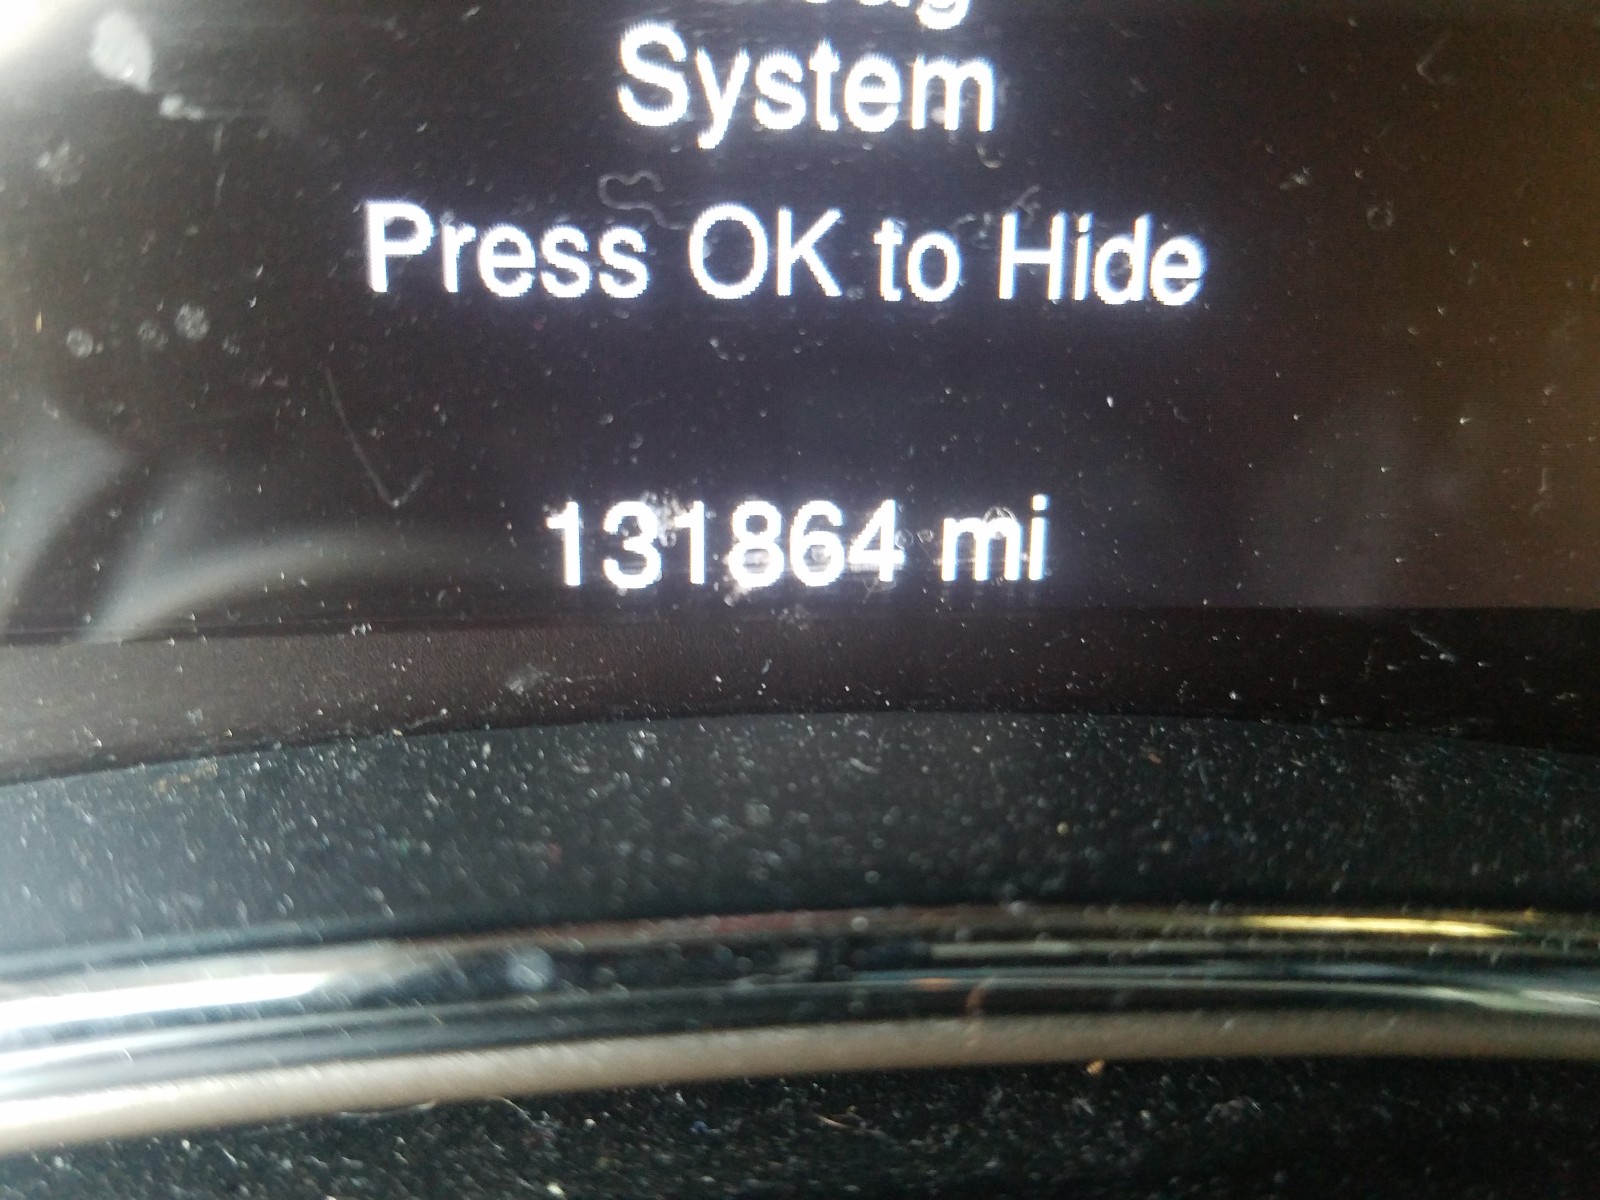 System
Press OK to Hide
131864 mi